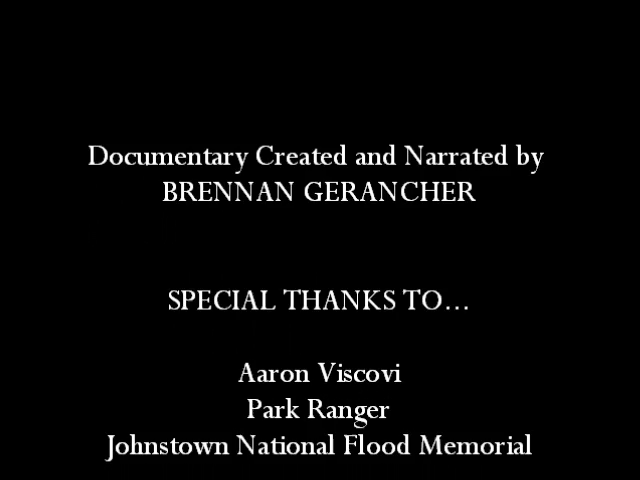 Documentary Created and Narrated by
BRENNAN GERANCHER
SPECIAL THANKS TO...
Aaron Viscovi
Park Ranger
Johnstown National Flood Memorial